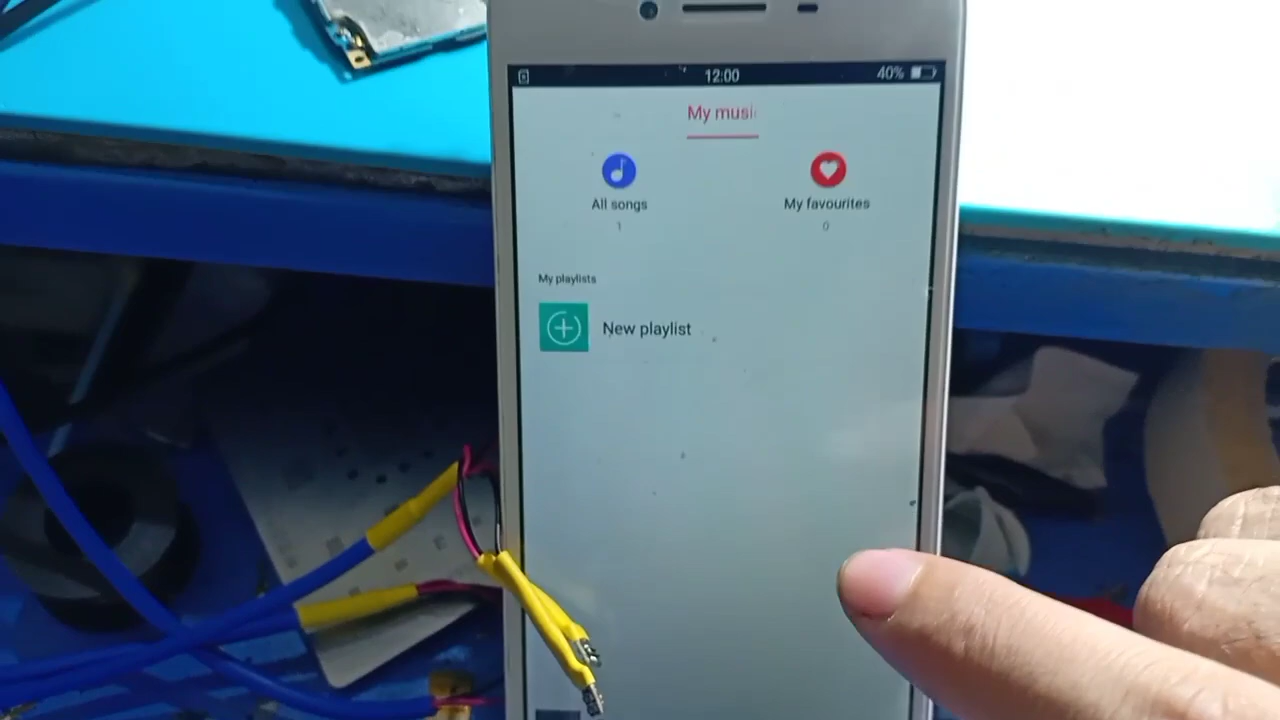 12:00
40%
My musi
All songs
My favourites
1
0
My playlists
New playlist